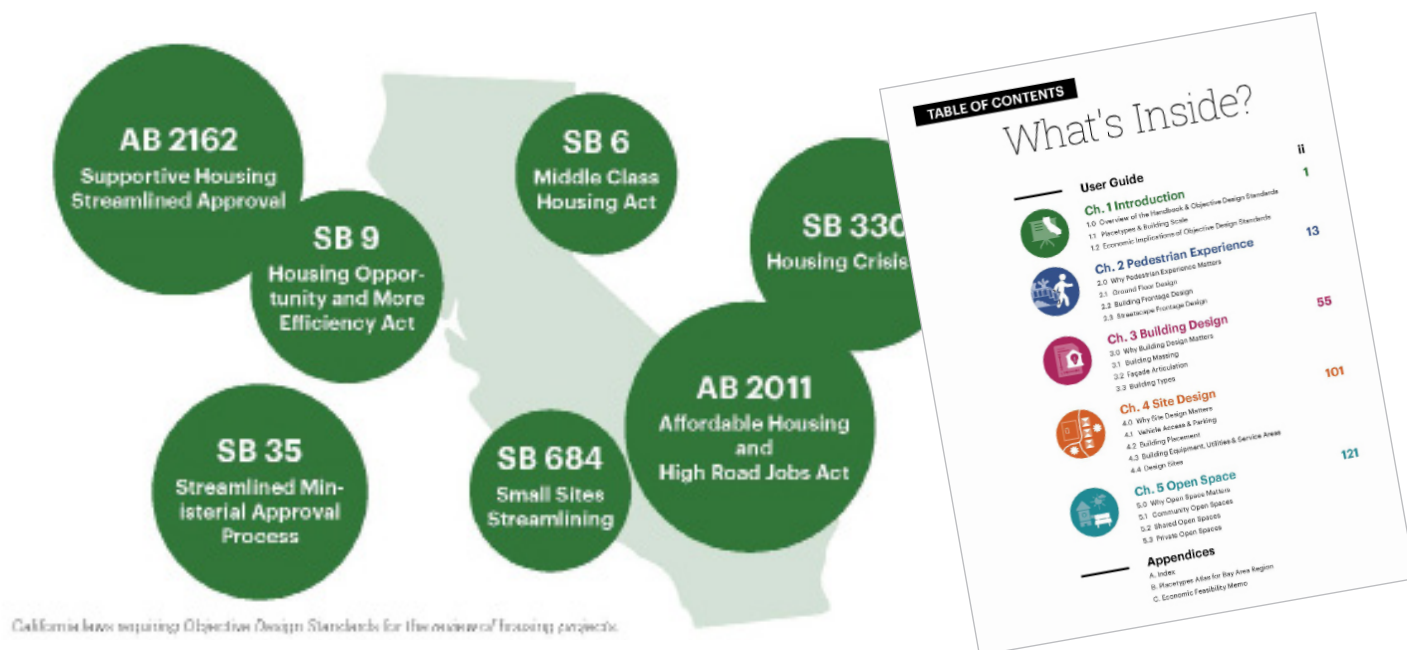 AB 2162
Supportive Housing
Streamlined Approval
SB 9
Housing Oppor-
tunity and More
Efficiency Act
SB 35
Streamlined Min-
isterial Approval
Process
SB 6
Middle Class
Housing Act
SB 684
Small Sites
Streamlining
SB 330
Housing Crisis
AB 2011
Affordable Housing
and
High Road Jobs Act
California laws requiring Objective Design Standards for the review of housing projects.
TABLE OF CONTENTS
What's Inside?
User Guide ii
Ch. 1 Introduction 1
1.0 Overview of the Handbook & Objective Design Standards
1.1 Placetypes & Building Scale
1.2 Economic Implications of Objective Design Standards
Ch. 2 Pedestrian Experience 13
2.0 Why Pedestrian Experience Matters
2.1 Ground Floor Design
2.2 Building Frontage Design
2.3 Streetscape Frontage Design
Ch. 3 Building Design 55
3.0 Why Building Design Matters
3.1 Building Massing
3.2 Façade Articulation
3.3 Building Types
Ch. 4 Site Design 101
4.0 Why Site Design Matters
4.1 Vehicle Access & Parking
4.2 Building Placement
4.3 Building Equipment, Utilities & Service Areas
4.4 Design Sites
Ch. 5 Open Space 121
5.0 Why Open Space Matters
5.1 Community Open Spaces
5.2 Shared Open Spaces
5.3 Private Open Spaces
Appendices
A. Index
B. Placetypes Atlas for Bay Area Region
C. Economic Feasibility Memo